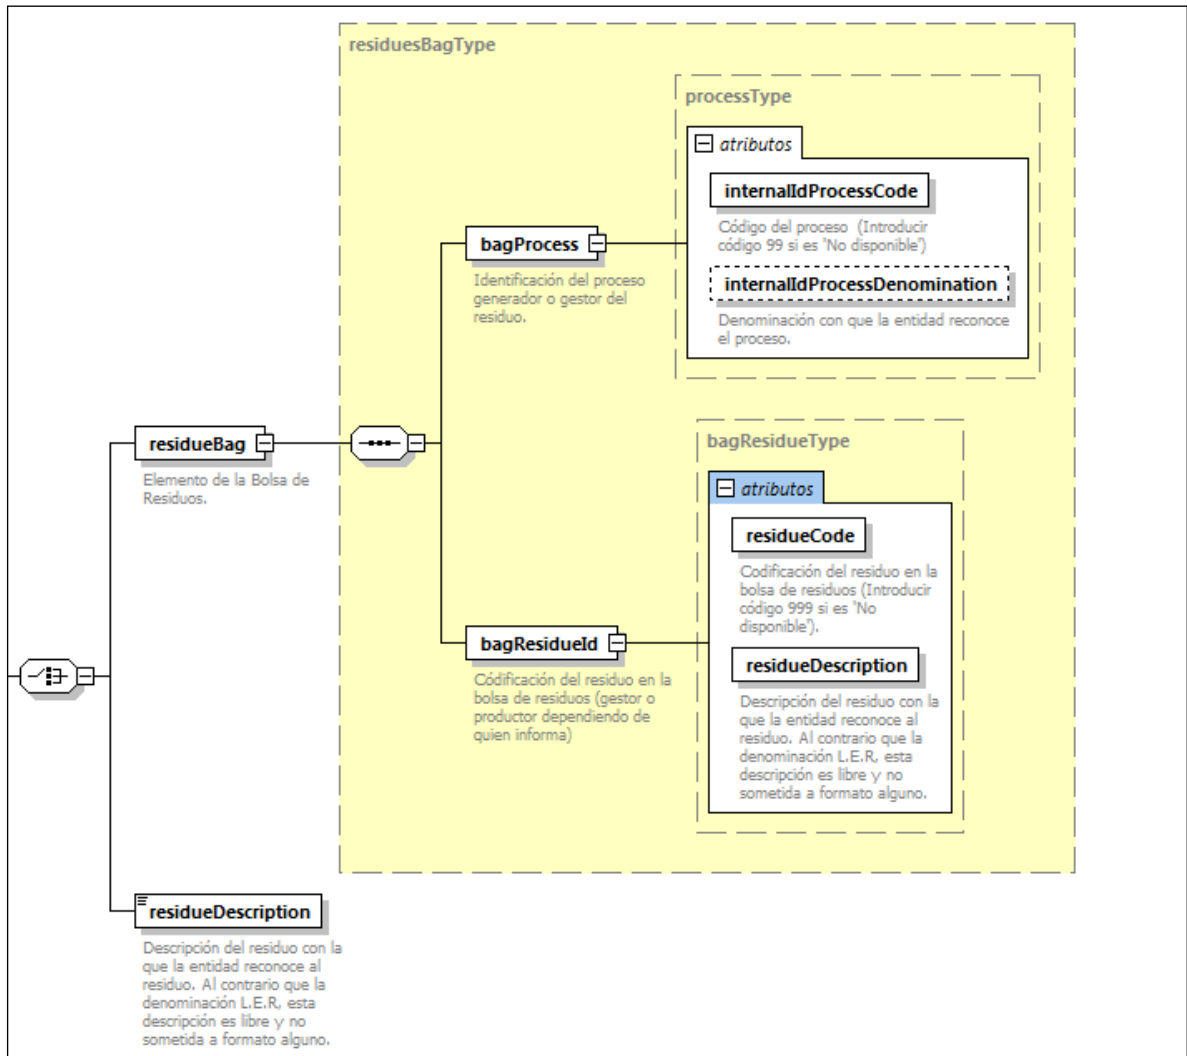 residuesBagType
processType
atributos
internalIdProcessCode
Código del proceso (Introducir
código 99 si es 'No disponible')
internalIdProcessDenomination
Denominación con que la entidad reconoce
el proceso.
bagProcess
Identificación del proceso
generador o gestor del
residuo.
residueBag
Elemento de la Bolsa de
Residuos.
bagResidueType
atributos
residueCode
Codificación del residuo en la
bolsa de residuos (Introducir
código 999 si es 'No
disponible').
residueDescription
Descripción del residuo con la
que la entidad reconoce al
residuo. Al contrario que la
denominación L.E.R, esta
descripción es libre y no
sometida a formato alguno.
bagResidueId
Códificación del residuo en la
bolsa de residuos (gestor o
productor dependiendo de
quien informa)
residueDescription
Descripción del residuo con la
que la entidad reconoce al
residuo. Al contrario que la
denominación L.E.R, esta
descripción es libre y no
sometida a formato alguno.